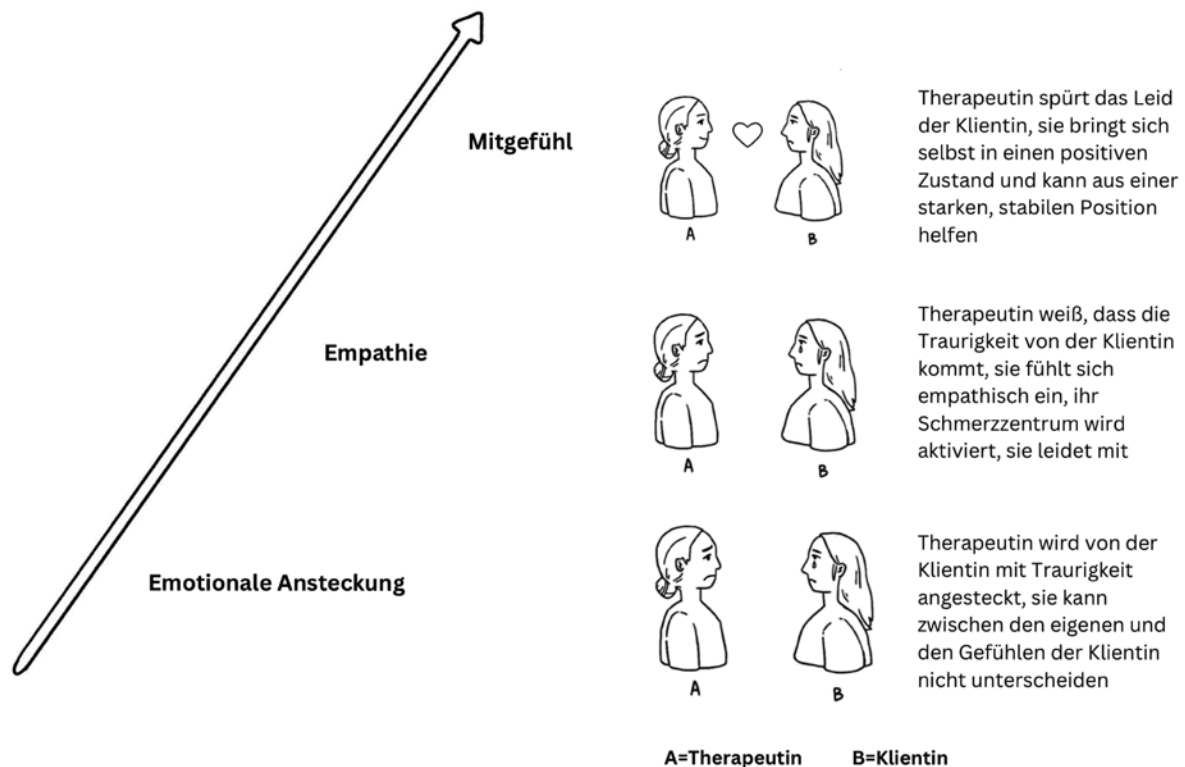 Mitgefühl
Therapeutin spürt das Leid
der Klientin, sie bringt sich
selbst in einen positiven
Zustand und kann aus einer
starken, stabilen Position
helfen
A
B
Empathie
Therapeutin weiß, dass die
Traurigkeit von der Klientin
kommt, sie fühlt sich
empathisch ein, ihr
Schmerzzentrum wird
aktiviert, sie leidet mit
A
B
Emotionale Ansteckung
Therapeutin wird von der
Klientin mit Traurigkeit
angesteckt, sie kann
zwischen den eigenen und
den Gefühlen der Klientin
nicht unterscheiden
A
B
A=Therapeutin B=Klientin